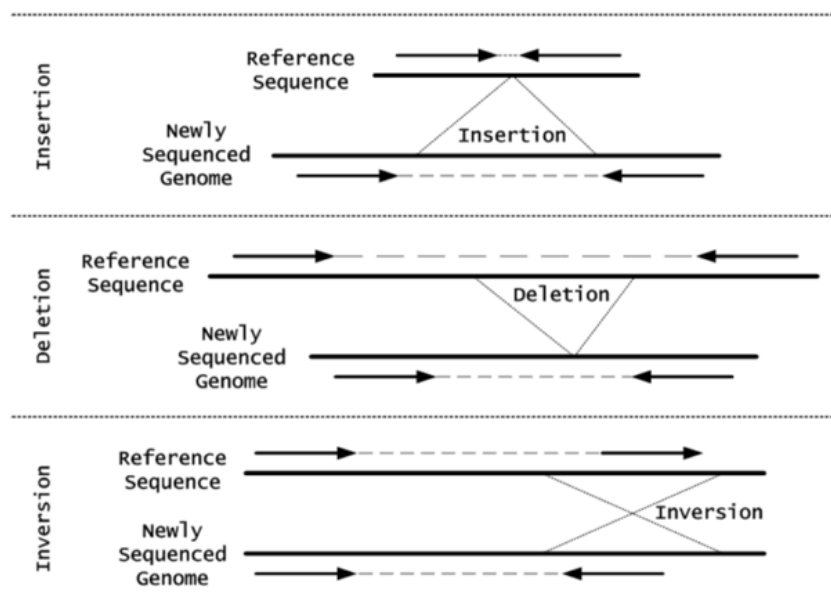 Insertion
Reference
Sequence
Newly
Sequenced
Genome
Insertion
Deletion
Reference
Sequence
Newly
Sequenced
Genome
Deletion
Inversion
Reference
Sequence
Newly
Sequenced
Genome
Inversion